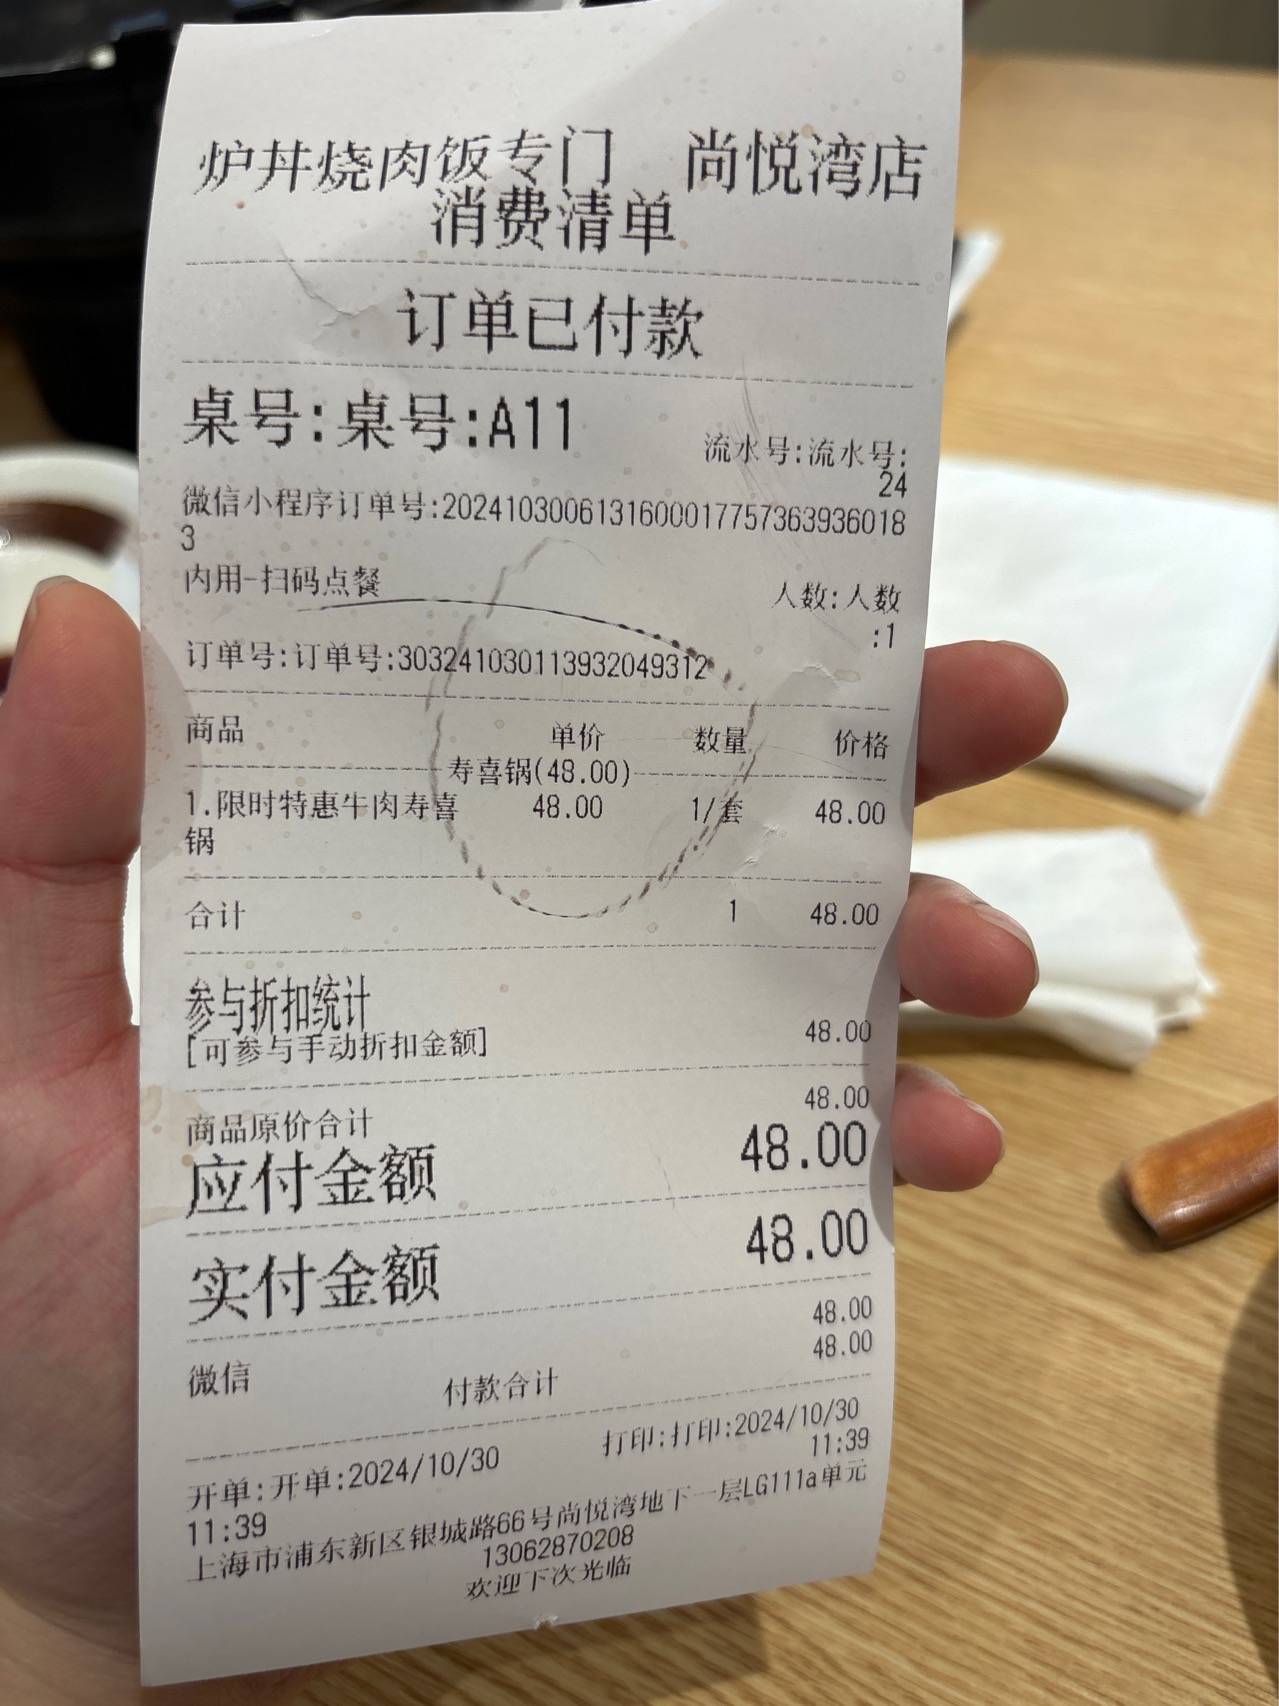 炉丼烧肉饭专门 尚悦湾店
消费清单
订单已付款
桌号:桌号:A11
流水号:流水号:
24
微信小程序订单号:2024103006131600017757363936018
3
内用-扫码点餐
人数:人数
:1
订单号:订单号:303241030113932049312
商品 单价 数量 价格
寿喜锅(48.00)
1.限时特惠牛肉寿喜 48.00 1/套 48.00
锅
合计 1 48.00
参与折扣统计
[可参与手动折扣金额] 48.00
商品原价合计 48.00
应付金额 48.00
实付金额 48.00
48.00
微信 48.00
付款合计
开单:开单:2024/10/30 打印:打印:2024/10/30
11:39 11:39
上海市浦东新区银城路66号尚悦湾地下一层LG111a单元
13062870208
欢迎下次光临